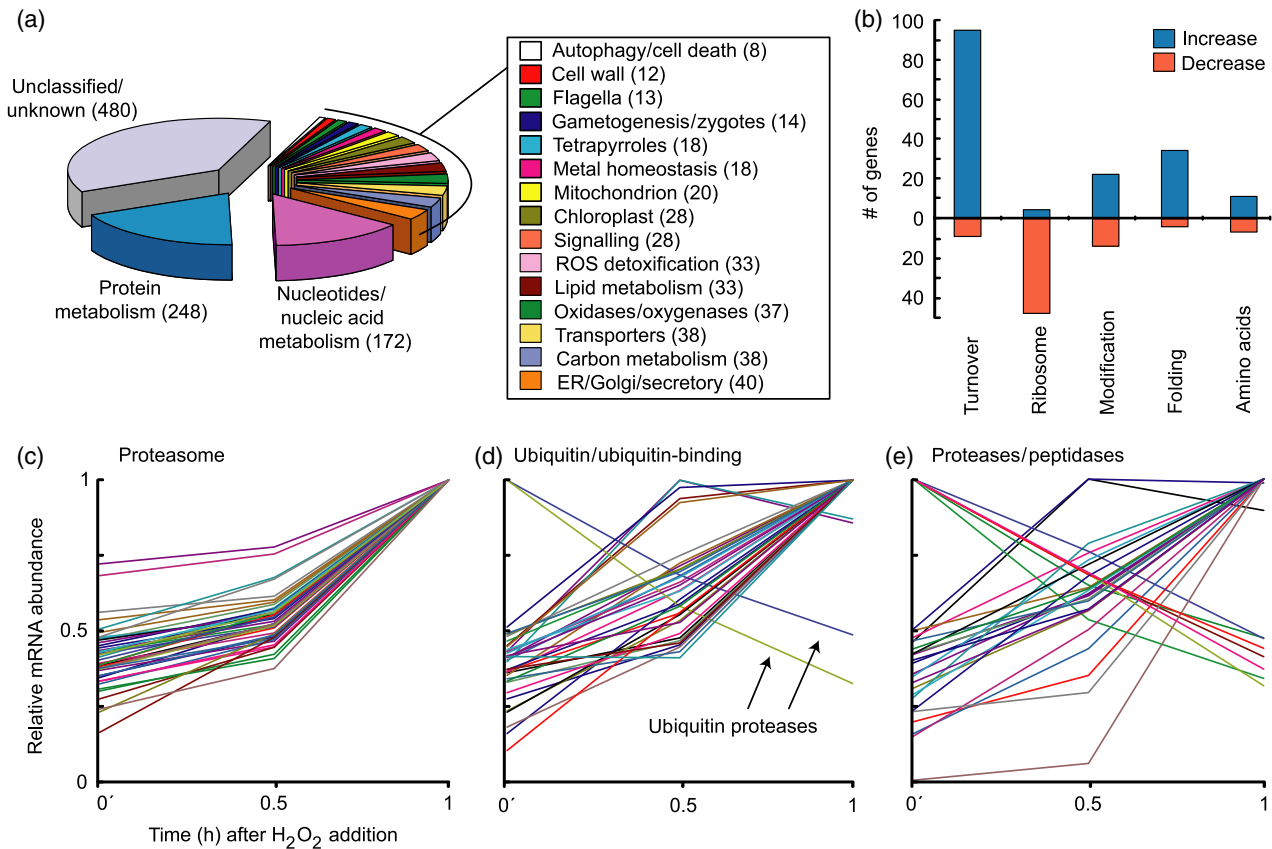 (a)
Unclassified/
unknown (480)
Protein
metabolism (248)
Nucleotides/
nucleic acid
metabolism (172)
Autophagy/cell death (8)
Cell wall (12)
Flagella (13)
Gametogenesis/zygotes (14)
Tetrapyrroles (18)
Metal homeostasis (18)
Mitochondrion (20)
Chloroplast (28)
Signalling (28)
ROS detoxification (33)
Lipid metabolism (33)
Oxidases/oxygenases (37)
Transporters (38)
Carbon metabolism (38)
ER/Golgi/secretory (40)
(b)
# of genes
100
80
60
40
20
0
20
40
Increase
Decrease
Turnover
Ribosome
Modification
Folding
Amino acids
(c)
Proteasome
Relative mRNA abundance
1
0.5
0
0´
0.5
1
Time (h) after H₂O₂ addition
(d)
Ubiquitin/ubiquitin-binding
Ubiquitin proteases
0´
0.5
1
(e)
Proteases/peptidases
0´
0.5
1